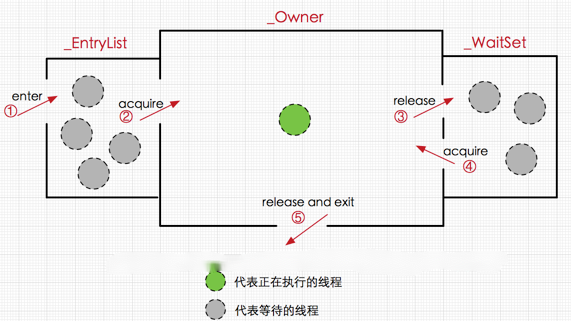 _Owner
_EntryList
_WaitSet
enter
①
acquire
②
release
③
acquire
④
release and exit
⑤
代表正在执行的线程
代表等待的线程